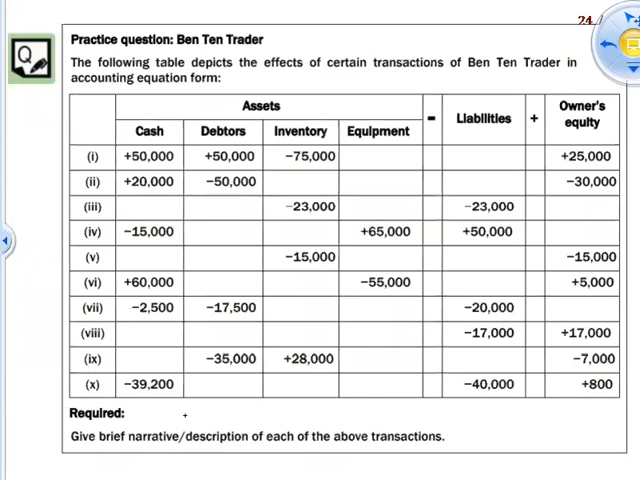 24
Q
Practice question: Ben Ten Trader
The following table depicts the effects of certain transactions of Ben Ten Trader in
accounting equation form:
Assets = Liabilities + Owner's equity
Cash Debtors Inventory Equipment
(i) +50,000 +50,000 −75,000 +25,000
(ii) +20,000 −50,000 −30,000
(iii) −23,000 −23,000
(iv) −15,000 +65,000 +50,000
(v) −15,000 −15,000
(vi) +60,000 −55,000 +5,000
(vii) −2,500 −17,500 −20,000
(viii) −17,000 +17,000
(ix) −35,000 +28,000 −7,000
(x) −39,200 −40,000 +800
Required:
Give brief narrative/description of each of the above transactions.